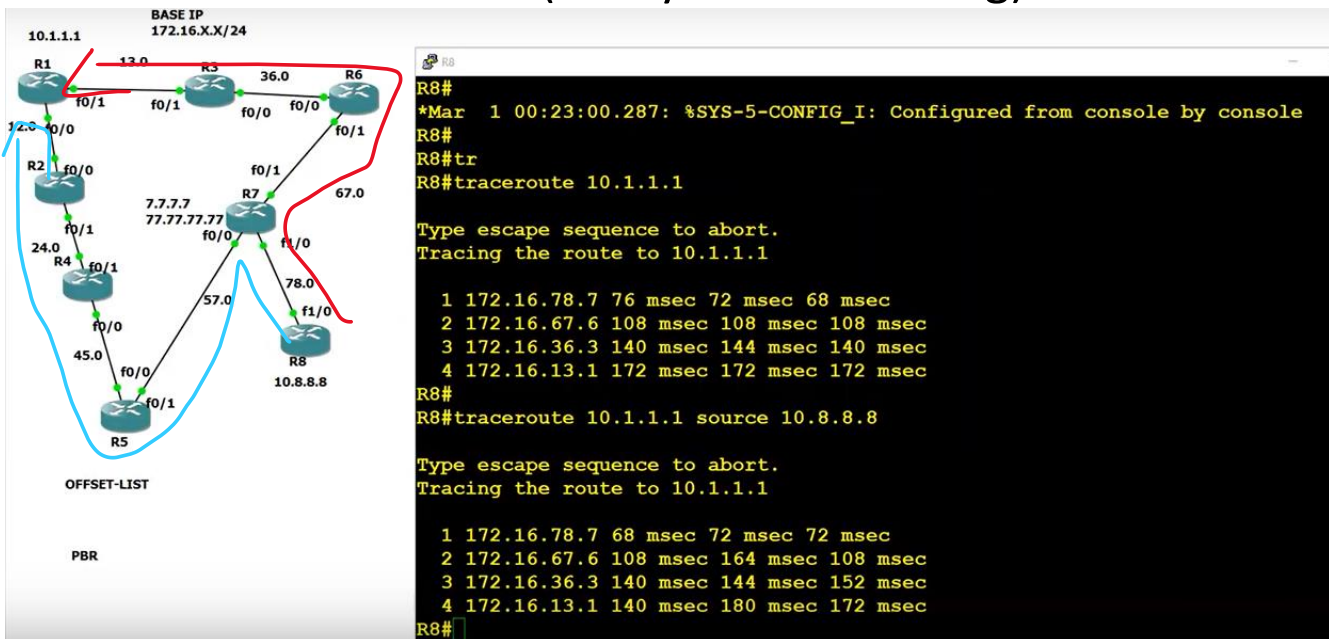 BASE IP
172.16.X.X/24
10.1.1.1
R1
13.0
R3
36.0
R6
f0/1
f0/1
f0/0
f0/0
12.0
f0/0
f0/1
R2
f0/0
f0/1
67.0
7.7.7.7
77.77.77.77
R7
f0/1
f0/0
f1/0
24.0
R4
f0/1
78.0
57.0
f1/0
f0/0
R8
45.0
10.8.8.8
f0/0
f0/1
R5
OFFSET-LIST
PBR
R8
R8#
*Mar  1 00:23:00.287: %SYS-5-CONFIG_I: Configured from console by console
R8#
R8#tr
R8#traceroute 10.1.1.1
Type escape sequence to abort.
Tracing the route to 10.1.1.1
1 172.16.78.7 76 msec 72 msec 68 msec
2 172.16.67.6 108 msec 108 msec 108 msec
3 172.16.36.3 140 msec 144 msec 140 msec
4 172.16.13.1 172 msec 172 msec 172 msec
R8#
R8#traceroute 10.1.1.1 source 10.8.8.8
Type escape sequence to abort.
Tracing the route to 10.1.1.1
1 172.16.78.7 68 msec 72 msec 72 msec
2 172.16.67.6 108 msec 164 msec 108 msec
3 172.16.36.3 140 msec 144 msec 152 msec
4 172.16.13.1 140 msec 180 msec 172 msec
R8#